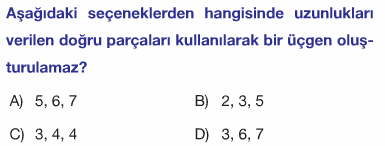 Aşağıdaki seçeneklerden hangisinde uzunlukları
verilen doğru parçaları kullanılarak bir üçgen oluş-
turulamaz?
A) 5, 6, 7 B) 2, 3, 5
C) 3, 4, 4 D) 3, 6, 7